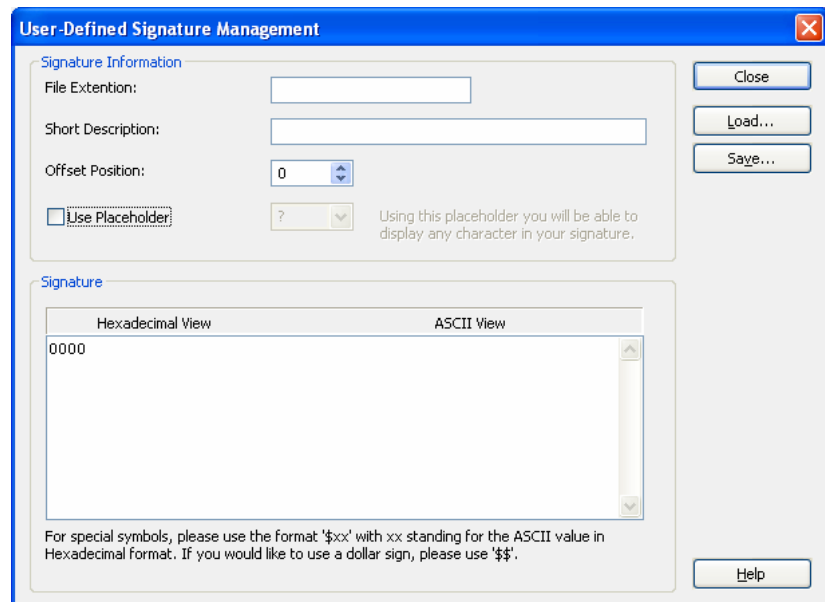 User-Defined Signature Management
Signature Information
File Extention:
Short Description:
Offset Position:
0
Use Placeholder
?
Using this placeholder you will be able to
display any character in your signature.
Close
Load...
Save...
Signature
Hexadecimal View ASCII View
0000
For special symbols, please use the format '$xx' with xx standing for the ASCII value in
Hexadecimal format. If you would like to use a dollar sign, please use '$$'.
Help